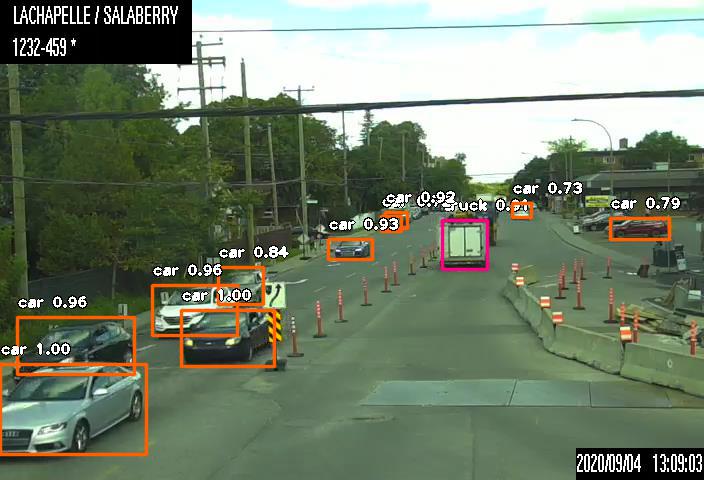 LACHAPELLE / SALABERRY
1232-459 *
car 0.92
car 0.73
car 0.79
car 0.93
car 0.84
car 0.96
car 1.00
car 0.96
car 1.00
2020/09/04 13:09:03